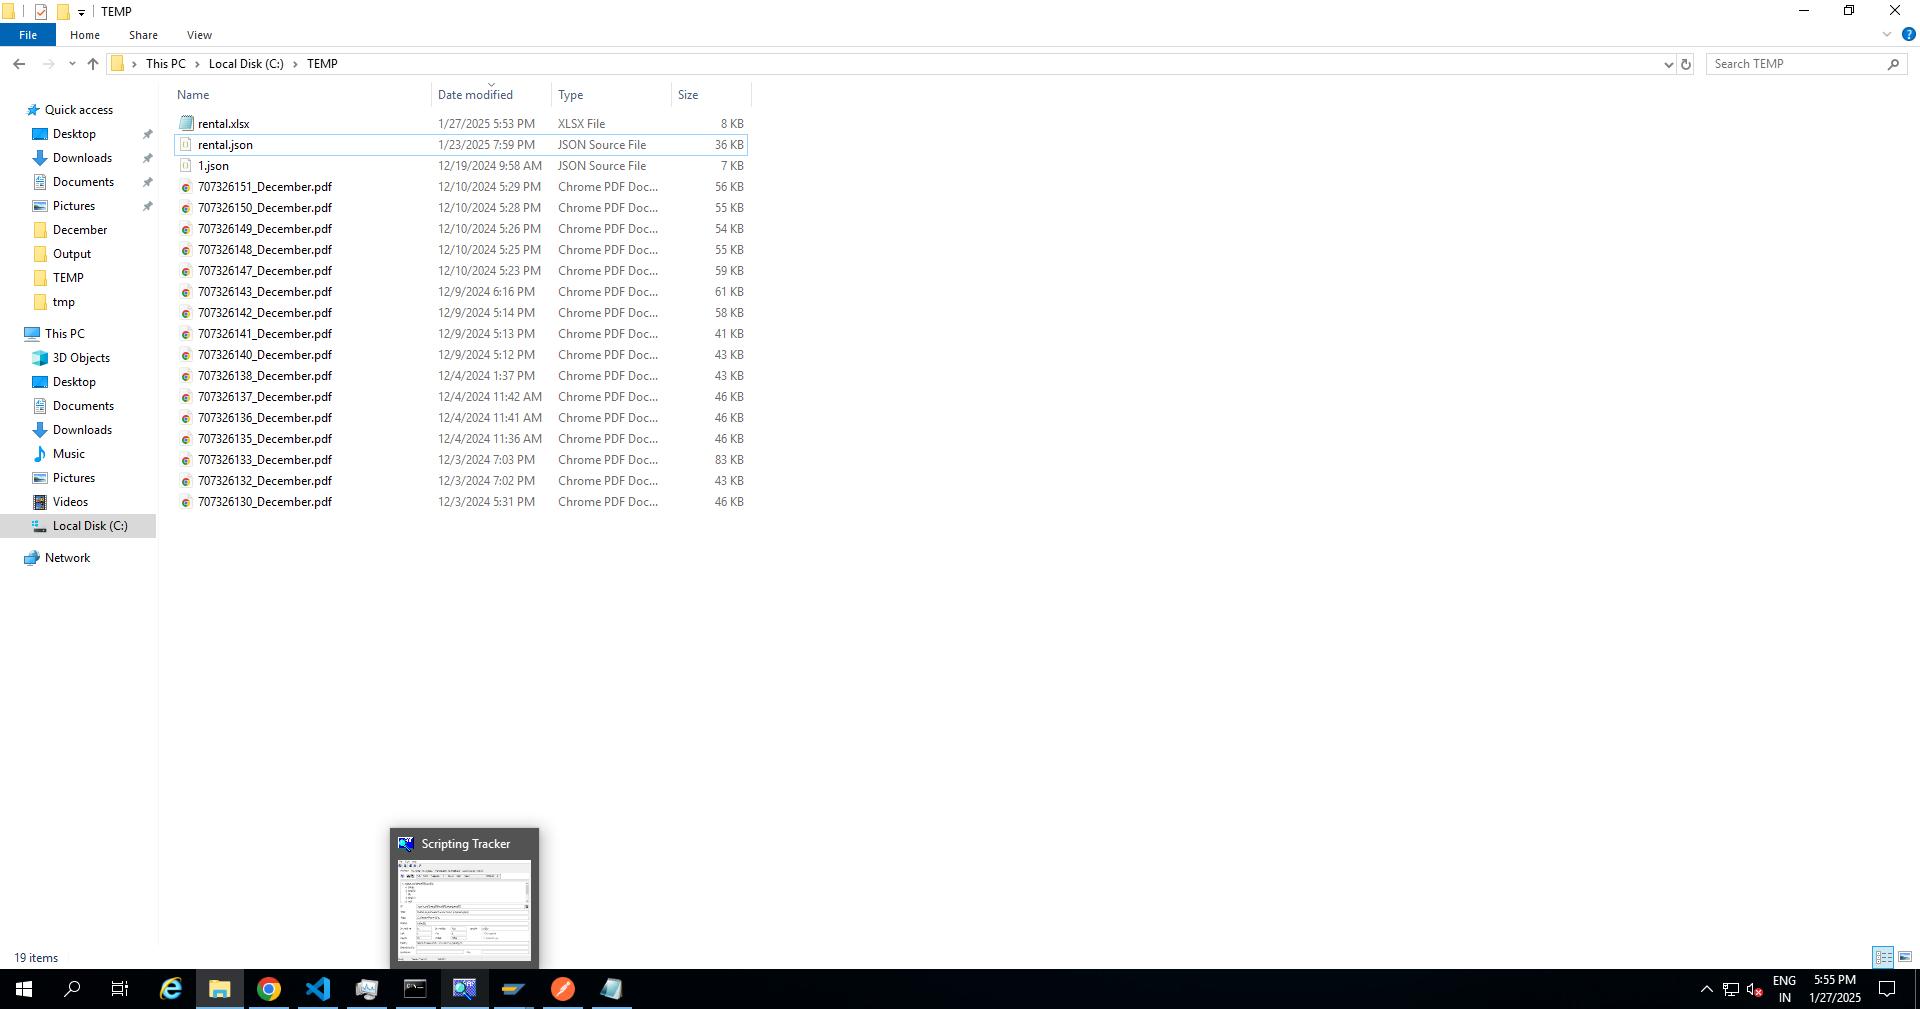 TEMP
File Home Share View
This PC Local Disk (C:) TEMP Search TEMP
Name Date modified Type Size
Quick access
Desktop
Downloads
Documents
Pictures
December
Output
TEMP
tmp
This PC
3D Objects
Desktop
Documents
Downloads
Music
Pictures
Videos
Local Disk (C:)
Network
rental.xlsx 1/27/2025 5:53 PM XLSX File 8 KB
rental.json 1/23/2025 7:59 PM JSON Source File 36 KB
1.json 12/19/2024 9:58 AM JSON Source File 7 KB
707326151_December.pdf 12/10/2024 5:29 PM Chrome PDF Doc... 56 KB
707326150_December.pdf 12/10/2024 5:28 PM Chrome PDF Doc... 55 KB
707326149_December.pdf 12/10/2024 5:26 PM Chrome PDF Doc... 54 KB
707326148_December.pdf 12/10/2024 5:25 PM Chrome PDF Doc... 55 KB
707326147_December.pdf 12/10/2024 5:23 PM Chrome PDF Doc... 59 KB
707326143_December.pdf 12/9/2024 6:16 PM Chrome PDF Doc... 61 KB
707326142_December.pdf 12/9/2024 5:14 PM Chrome PDF Doc... 58 KB
707326141_December.pdf 12/9/2024 5:13 PM Chrome PDF Doc... 41 KB
707326140_December.pdf 12/9/2024 5:12 PM Chrome PDF Doc... 43 KB
707326138_December.pdf 12/4/2024 1:37 PM Chrome PDF Doc... 43 KB
707326137_December.pdf 12/4/2024 11:42 AM Chrome PDF Doc... 46 KB
707326136_December.pdf 12/4/2024 11:41 AM Chrome PDF Doc... 46 KB
707326135_December.pdf 12/4/2024 11:36 AM Chrome PDF Doc... 46 KB
707326133_December.pdf 12/3/2024 7:03 PM Chrome PDF Doc... 83 KB
707326132_December.pdf 12/3/2024 7:02 PM Chrome PDF Doc... 43 KB
707326130_December.pdf 12/3/2024 5:31 PM Chrome PDF Doc... 46 KB
Scripting Tracker
19 items
ENG 5:55 PM
IN 1/27/2025